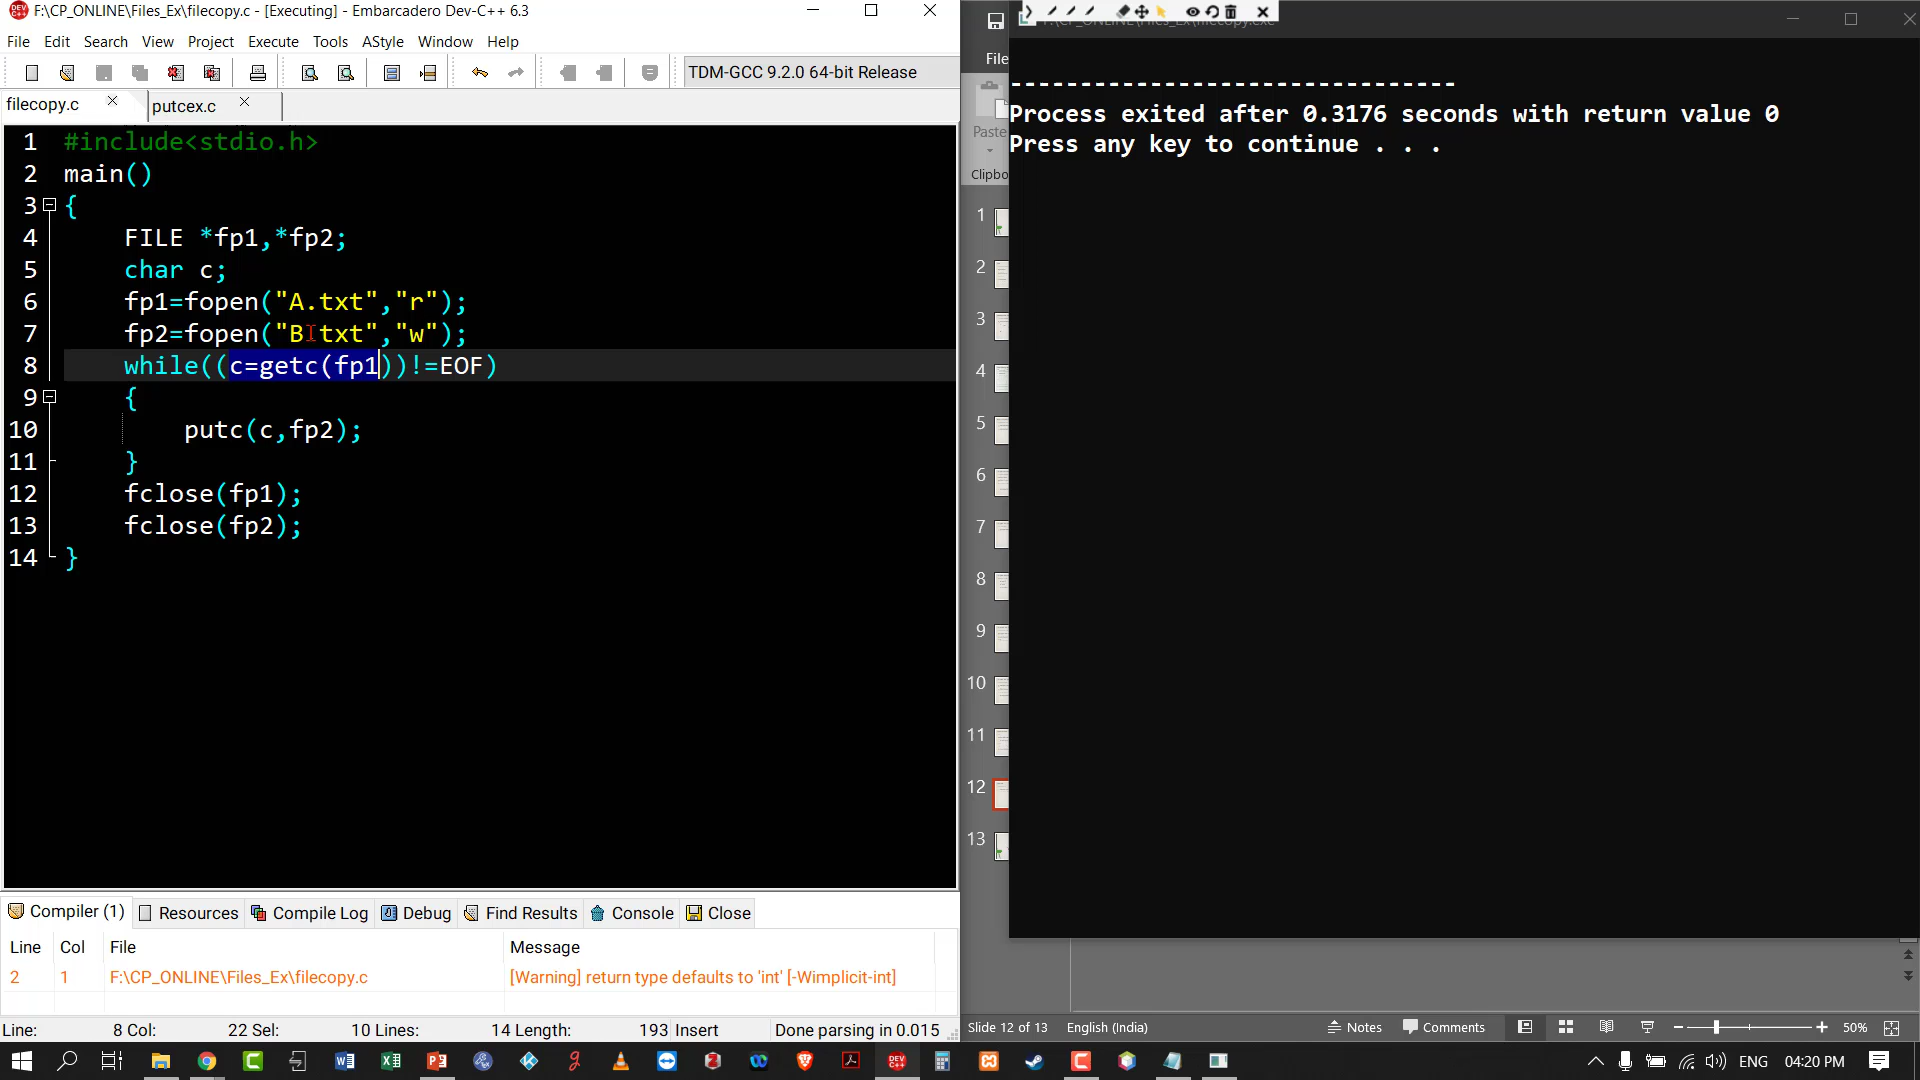 F:\CP_ONLINE\Files_Ex\filecopy.c - [Executing] - Embarcadero Dev-C++ 6.3
File Edit Search View Project Execute Tools AStyle Window Help
TDM-GCC 9.2.0 64-bit Release
filecopy.c
putcex.c
1 #include<stdio.h>
2 main()
3 {
4 FILE *fp1,*fp2;
5 char c;
6 fp1=fopen("A.txt","r");
7 fp2=fopen("B.txt","w");
8 while((c=getc(fp1))!=EOF)
9 {
10 putc(c,fp2);
11 }
12 fclose(fp1);
13 fclose(fp2);
14 }
Compiler (1) Resources Compile Log Debug Find Results Console Close
Line Col File Message
2 1 F:\CP_ONLINE\Files_Ex\filecopy.c [Warning] return type defaults to 'int' [-Wimplicit-int]
Line: 8 Col: 22 Sel: 10 Lines: 14 Length: 193 Insert Done parsing in 0.015
File
Paste
Clipbo
F:\CP_ONLINE\Files_Ex\filecopy.exe
--------------------------------
Process exited after 0.3176 seconds with return value 0
Press any key to continue . . .
1
2
3
4
5
6
7
8
9
10
11
12
13
Slide 12 of 13 English (India) Notes Comments 50%
ENG 04:20 PM